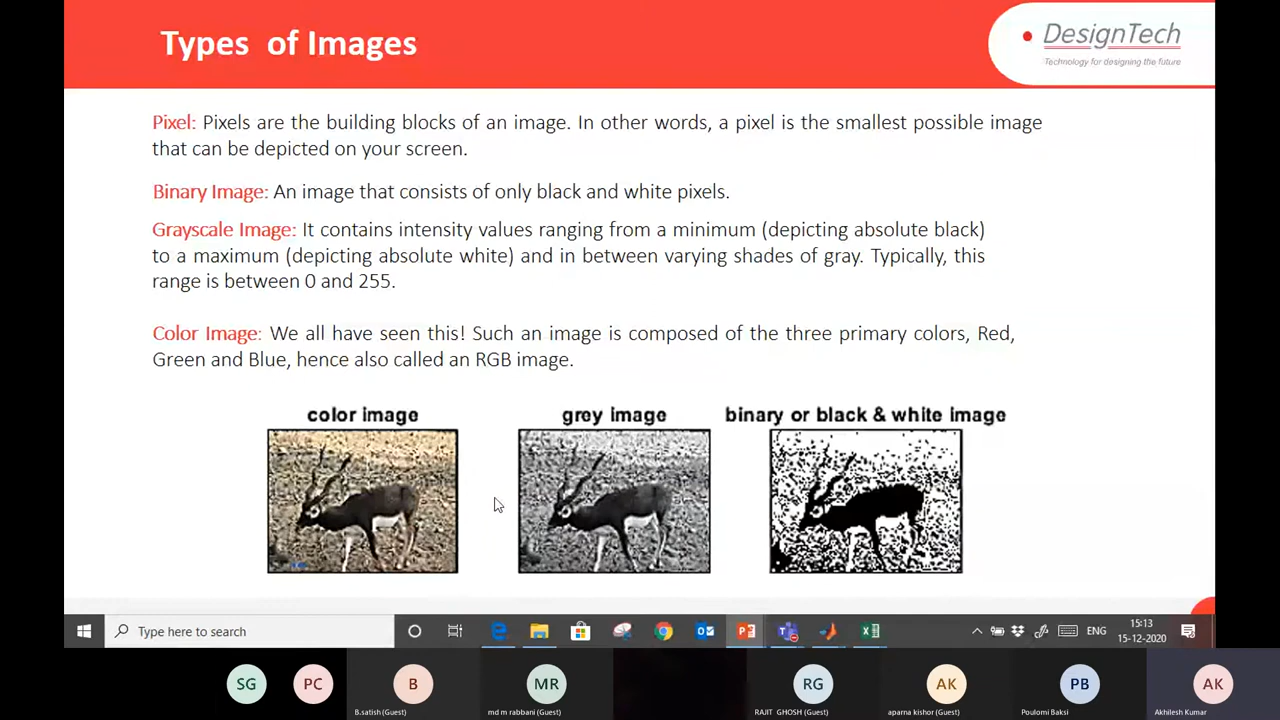 Types of Images
DesignTech
Technology for designing the future
Pixel: Pixels are the building blocks of an image. In other words, a pixel is the smallest possible image
that can be depicted on your screen.
Binary Image: An image that consists of only black and white pixels.
Grayscale Image: It contains intensity values ranging from a minimum (depicting absolute black)
to a maximum (depicting absolute white) and in between varying shades of gray. Typically, this
range is between 0 and 255.
Color Image: We all have seen this! Such an image is composed of the three primary colors, Red,
Green and Blue, hence also called an RGB image.
color image
grey image
binary or black & white image
Type here to search
ENG
15:13
15-12-2020
SG
PC
B
MR
RG
AK
PB
AK
B.satish (Guest)
md m rabbani (Guest)
RAJIT GHOSH (Guest)
aparna kishor (Guest)
Poulomi Baksi
Akhilesh Kumar